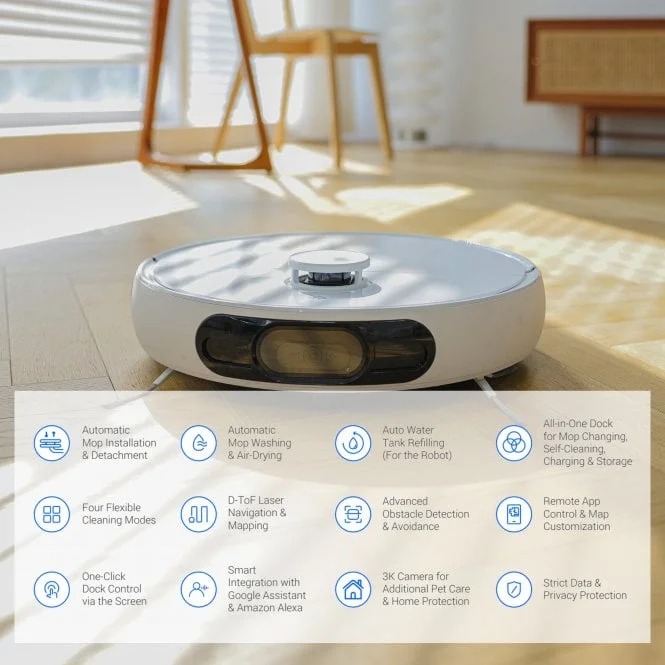 Automatic
Mop Installation
& Detachment
Automatic
Mop Washing
& Air-Drying
Auto Water
Tank Refilling
(For the Robot)
All-in-One Dock
for Mop Changing,
Self-Cleaning,
Charging & Storage
Four Flexible
Cleaning Modes
D-ToF Laser
Navigation &
Mapping
Advanced
Obstacle Detection
& Avoidance
Remote App
Control & Map
Customization
One-Click
Dock Control
via the Screen
Smart
Integration with
Google Assistant
& Amazon Alexa
3K Camera for
Additional Pet Care
& Home Protection
Strict Data &
Privacy Protection